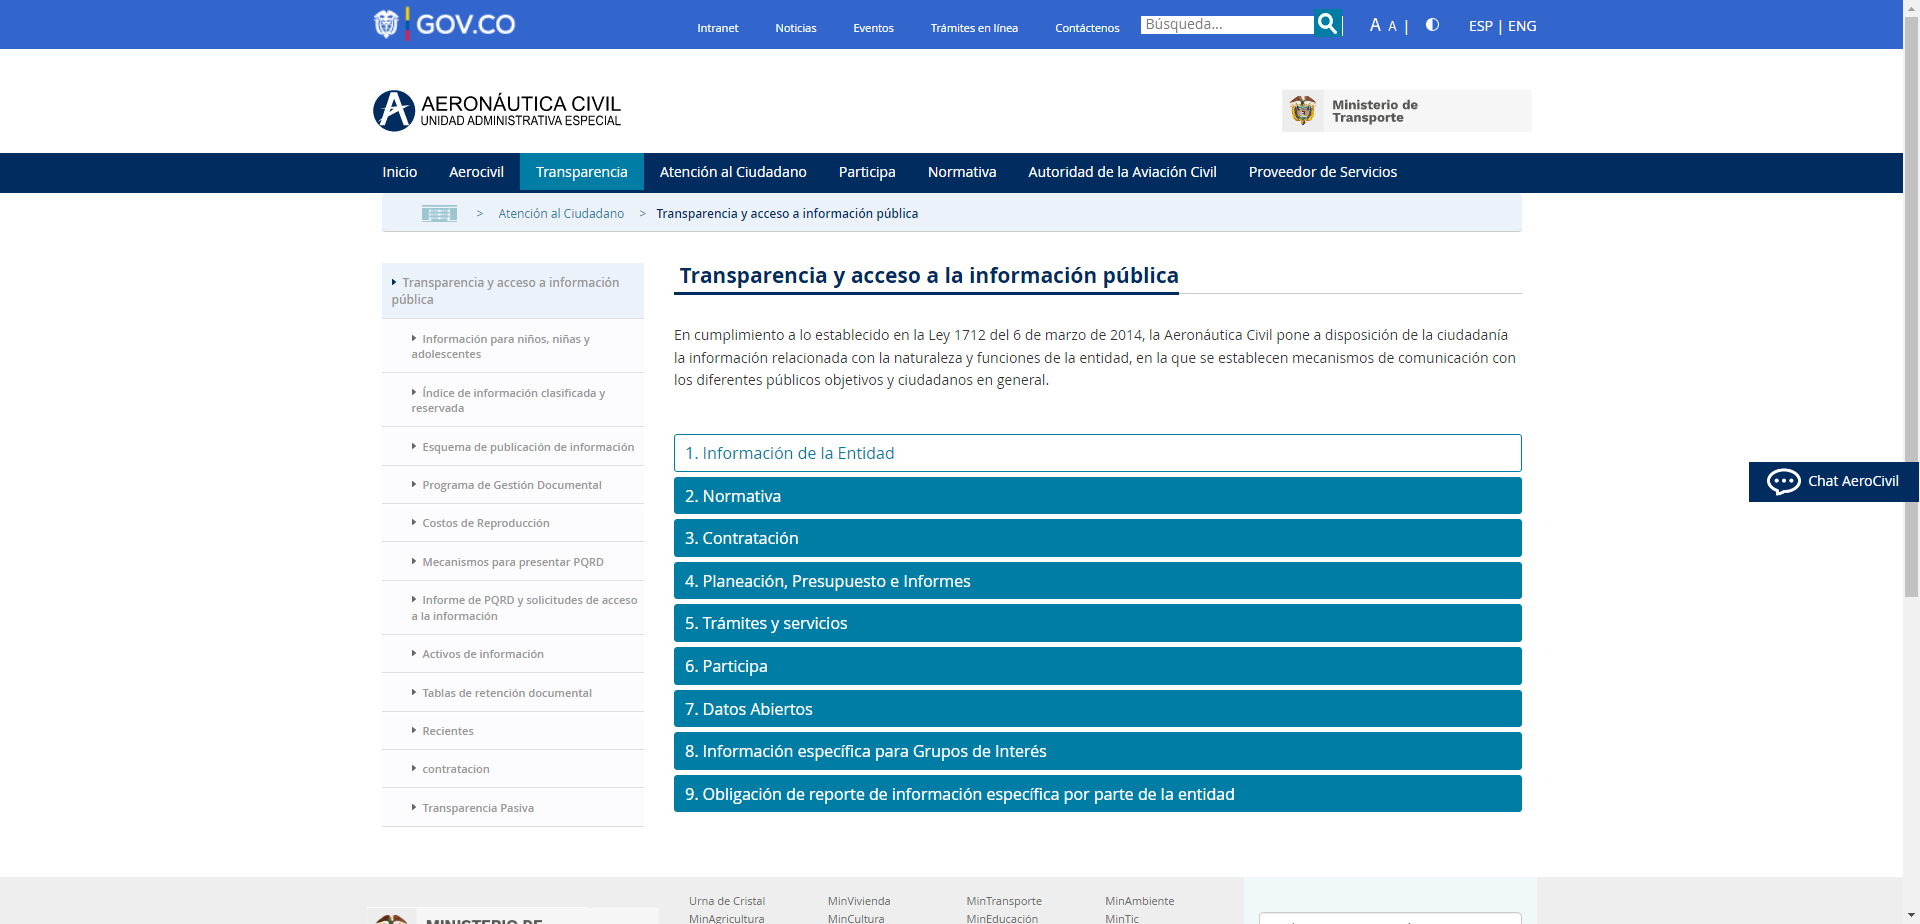 GOV.CO
Intranet
Noticias
Eventos
Trámites en línea
Contáctenos
Búsqueda...
A A |
ESP | ENG
AERONÁUTICA CIVIL
UNIDAD ADMINISTRATIVA ESPECIAL
Ministerio de
Transporte
Inicio
Aerocivil
Transparencia
Atención al Ciudadano
Participa
Normativa
Autoridad de la Aviación Civil
Proveedor de Servicios
> Atención al Ciudadano > Transparencia y acceso a información pública
Transparencia y acceso a información
pública
Información para niños, niñas y
adolescentes
Índice de información clasificada y
reservada
Esquema de publicación de información
Programa de Gestión Documental
Costos de Reproducción
Mecanismos para presentar PQRD
Informe de PQRD y solicitudes de acceso
a la información
Activos de información
Tablas de retención documental
Recientes
contratacion
Transparencia Pasiva
Transparencia y acceso a la información pública
En cumplimiento a lo establecido en la Ley 1712 del 6 de marzo de 2014, la Aeronáutica Civil pone a disposición de la ciudadanía
la información relacionada con la naturaleza y funciones de la entidad, en la que se establecen mecanismos de comunicación con
los diferentes públicos objetivos y ciudadanos en general.
1. Información de la Entidad
2. Normativa
3. Contratación
4. Planeación, Presupuesto e Informes
5. Trámites y servicios
6. Participa
7. Datos Abiertos
8. Información específica para Grupos de Interés
9. Obligación de reporte de información específica por parte de la entidad
Chat AeroCivil
MINISTERIO DE
Urna de Cristal
MinVivienda
MinTransporte
MinAmbiente
MinAgricultura
MinCultura
MinEducación
MinTic